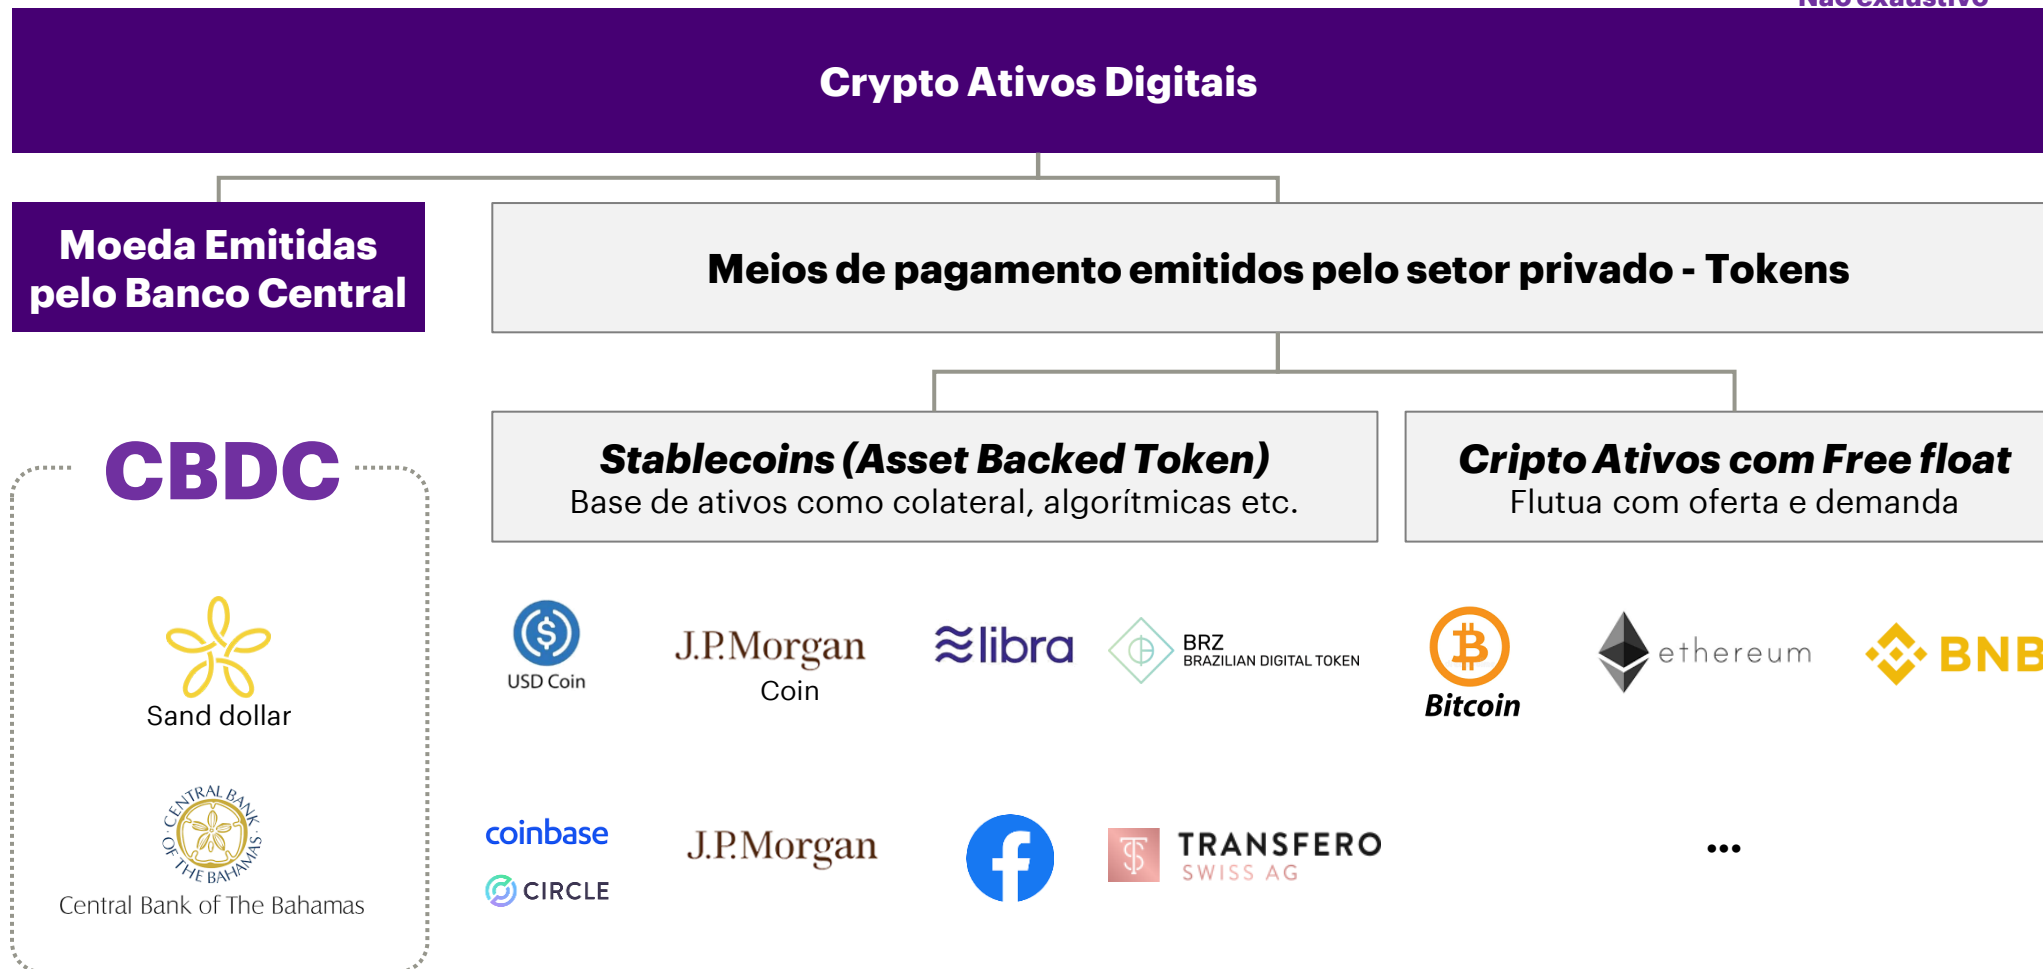 Não exaustivo
Crypto Ativos Digitais
Moeda Emitidas
pelo Banco Central
Meios de pagamento emitidos pelo setor privado - Tokens
CBDC
Stablecoins (Asset Backed Token)
Base de ativos como colateral, algorítmicas etc.
Cripto Ativos com Free float
Flutua com oferta e demanda
Sand dollar
USD Coin
J.P.Morgan
Coin
libra
BRZ
BRAZILIAN DIGITAL TOKEN
Bitcoin
ethereum
BNB
CENTRAL BANK OF THE BAHAMAS
Central Bank of The Bahamas
coinbase
CIRCLE
J.P.Morgan
TRANSFERO
SWISS AG
...